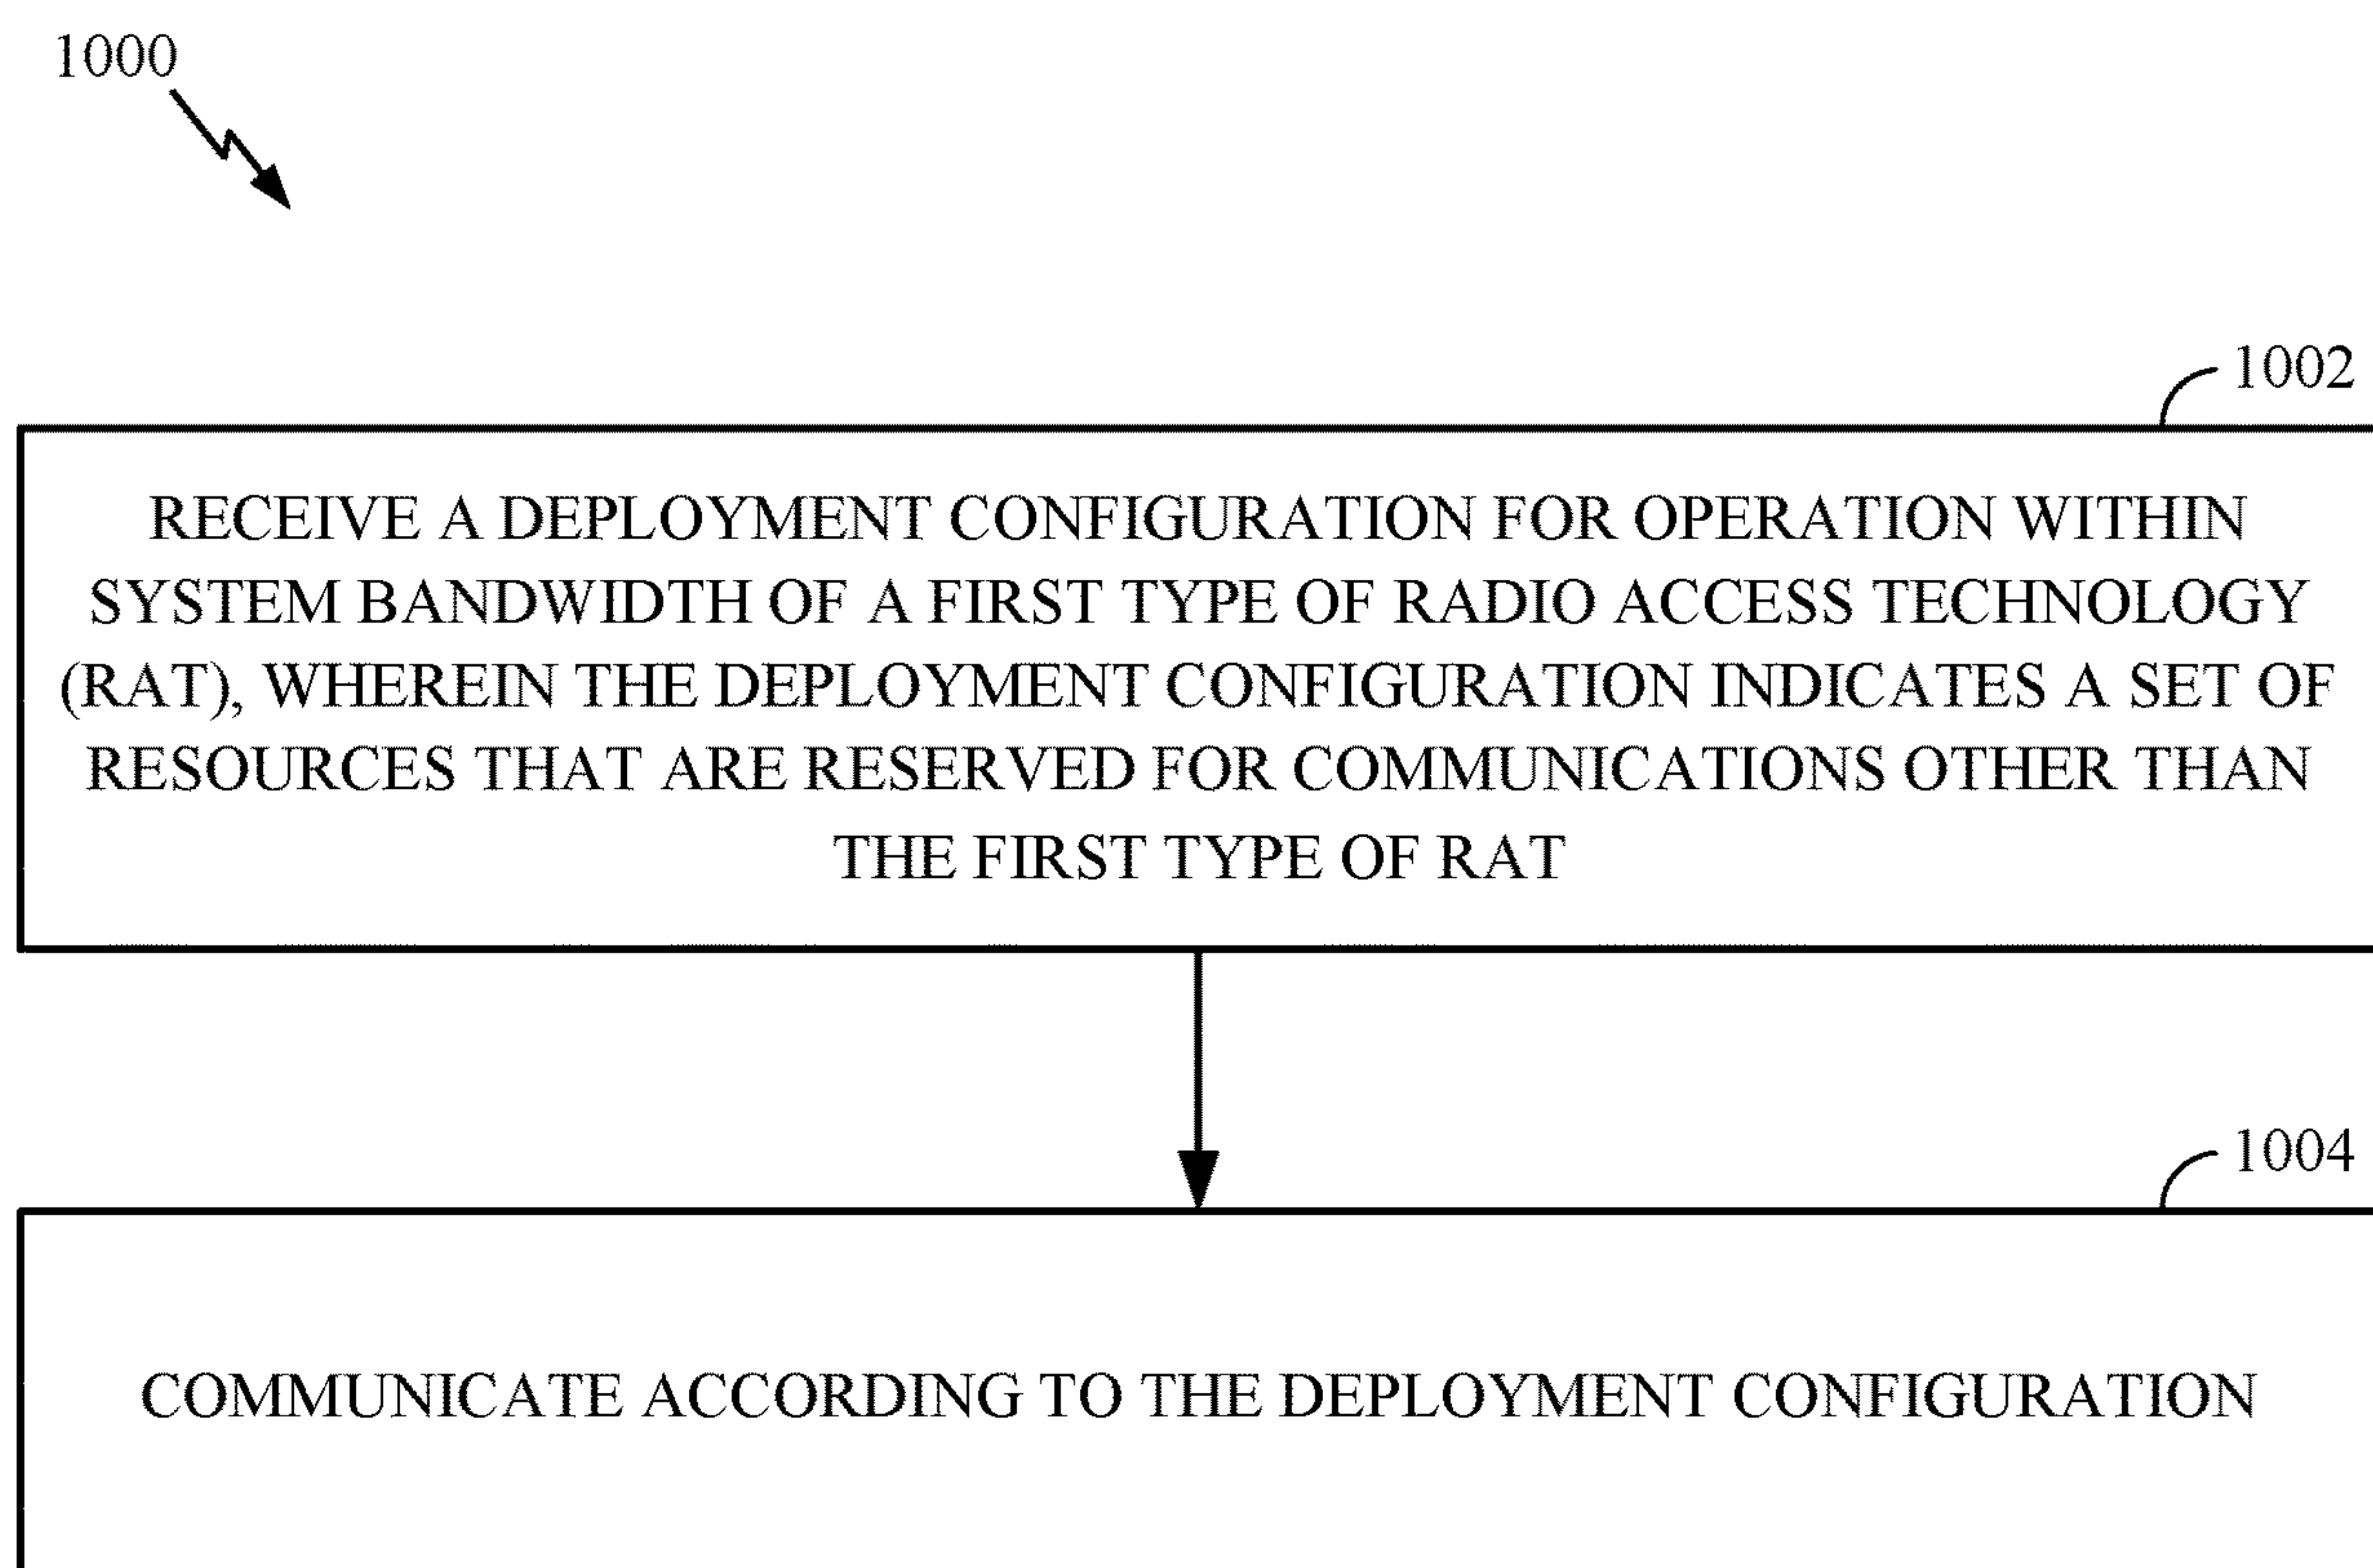 1000
1002
RECEIVE A DEPLOYMENT CONFIGURATION FOR OPERATION WITHIN
SYSTEM BANDWIDTH OF A FIRST TYPE OF RADIO ACCESS TECHNOLOGY
(RAT), WHEREIN THE DEPLOYMENT CONFIGURATION INDICATES A SET OF
RESOURCES THAT ARE RESERVED FOR COMMUNICATIONS OTHER THAN
THE FIRST TYPE OF RAT
1004
COMMUNICATE ACCORDING TO THE DEPLOYMENT CONFIGURATION